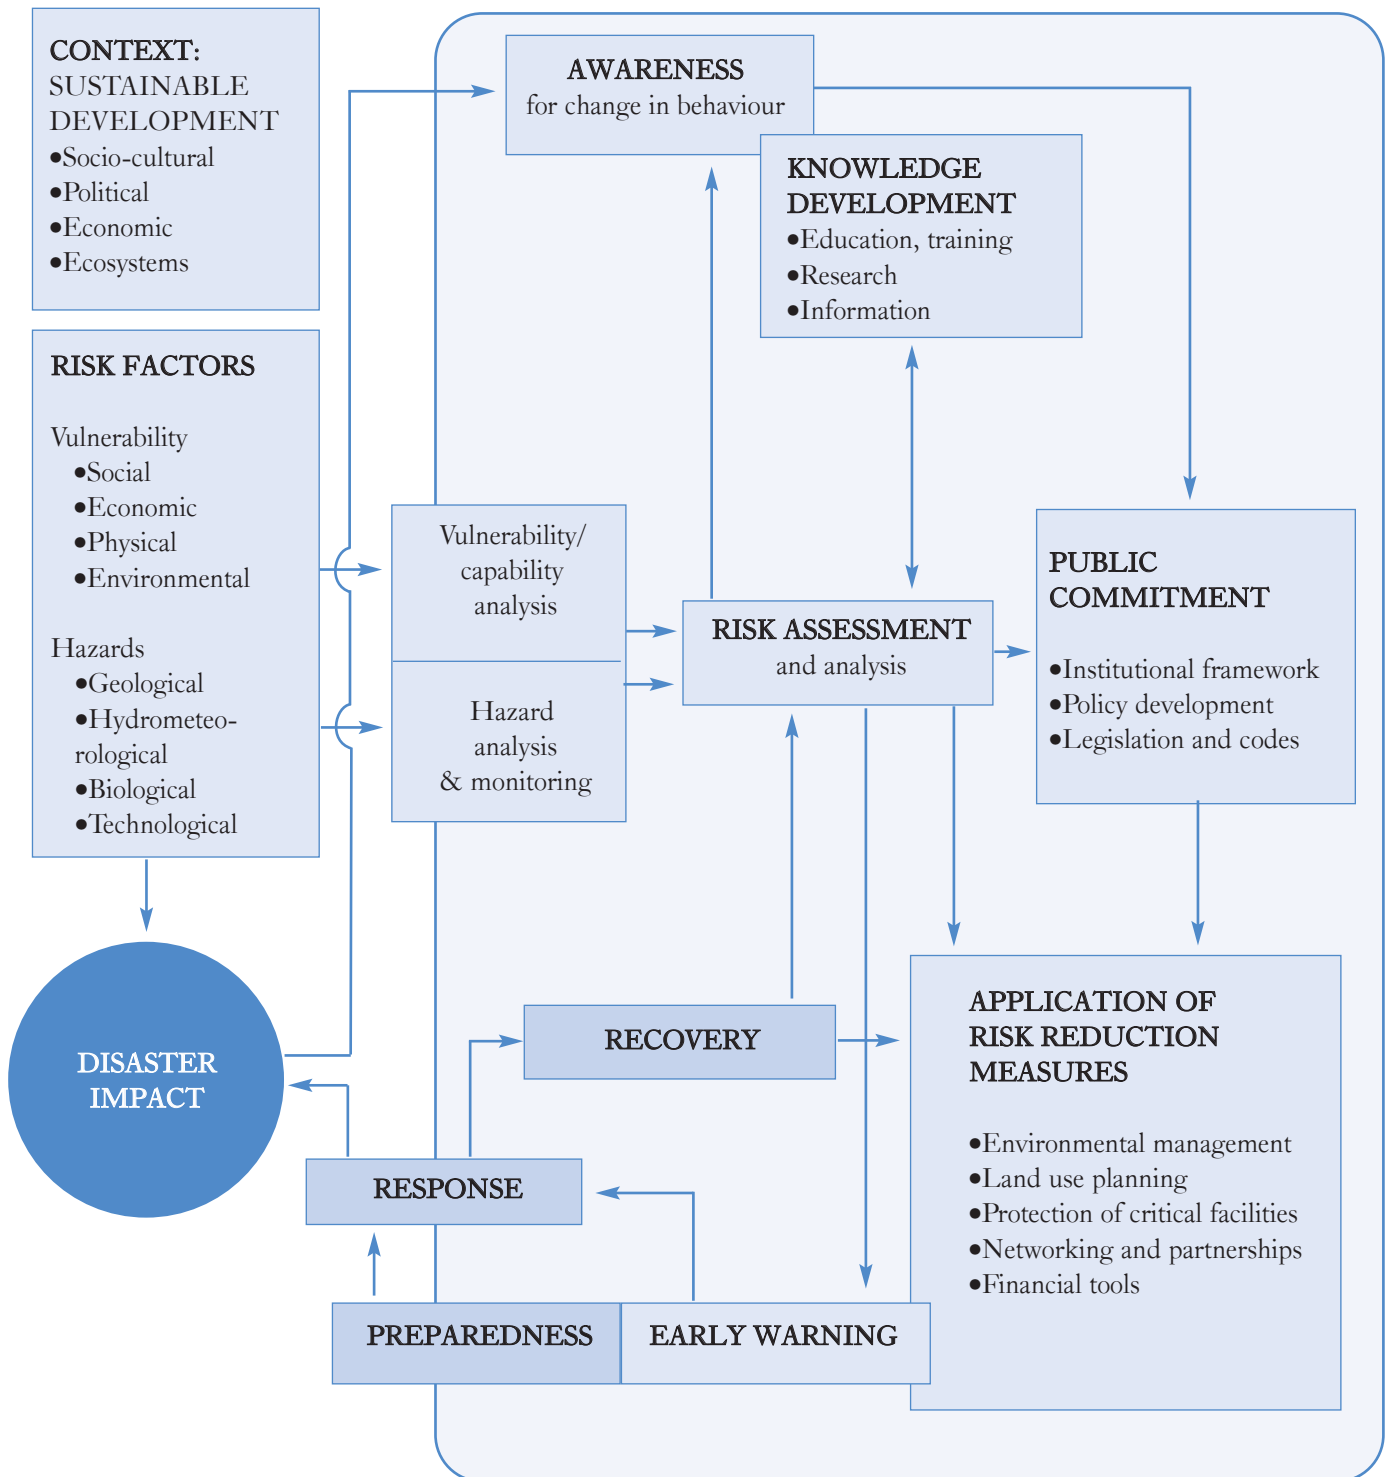 CONTEXT:
SUSTAINABLE
DEVELOPMENT
•Socio-cultural
•Political
•Economic
•Ecosystems
RISK FACTORS
Vulnerability
•Social
•Economic
•Physical
•Environmental
Hazards
•Geological
•Hydrometeo-
rological
•Biological
•Technological
DISASTER
IMPACT
AWARENESS
for change in behaviour
KNOWLEDGE
DEVELOPMENT
•Education, training
•Research
•Information
Vulnerability/
capability
analysis
Hazard
analysis
& monitoring
RISK ASSESSMENT
and analysis
PUBLIC
COMMITMENT
•Institutional framework
•Policy development
•Legislation and codes
RECOVERY
RESPONSE
PREPAREDNESS
EARLY WARNING
APPLICATION OF
RISK REDUCTION
MEASURES
•Environmental management
•Land use planning
•Protection of critical facilities
•Networking and partnerships
•Financial tools